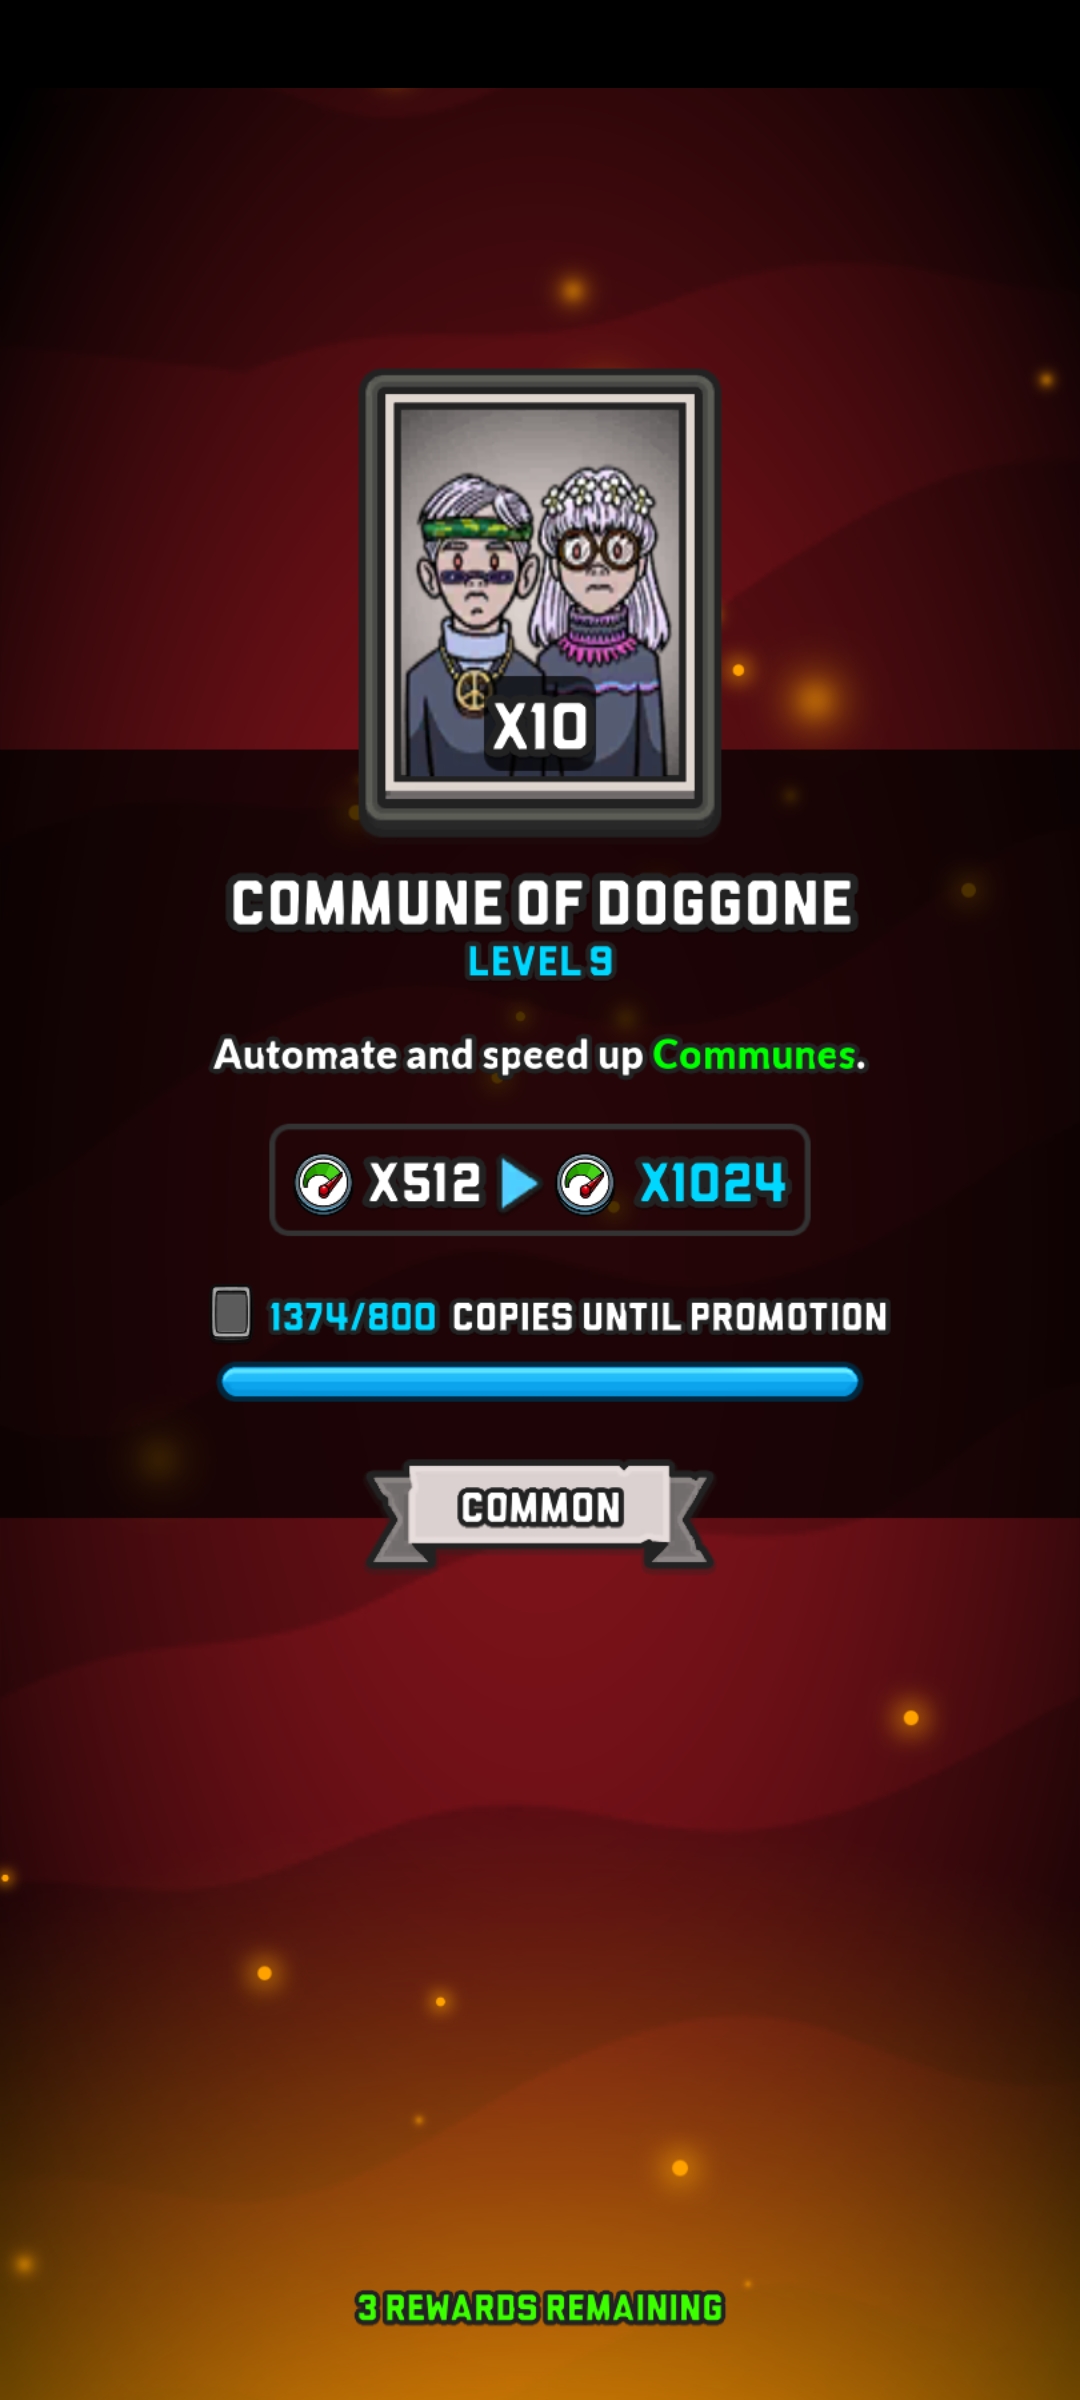 X10
COMMUNE OF DOGGONE
LEVEL 9
Automate and speed up Communes.
X512 X1024
1374/800 COPIES UNTIL PROMOTION
COMMON
3 REWARDS REMAINING